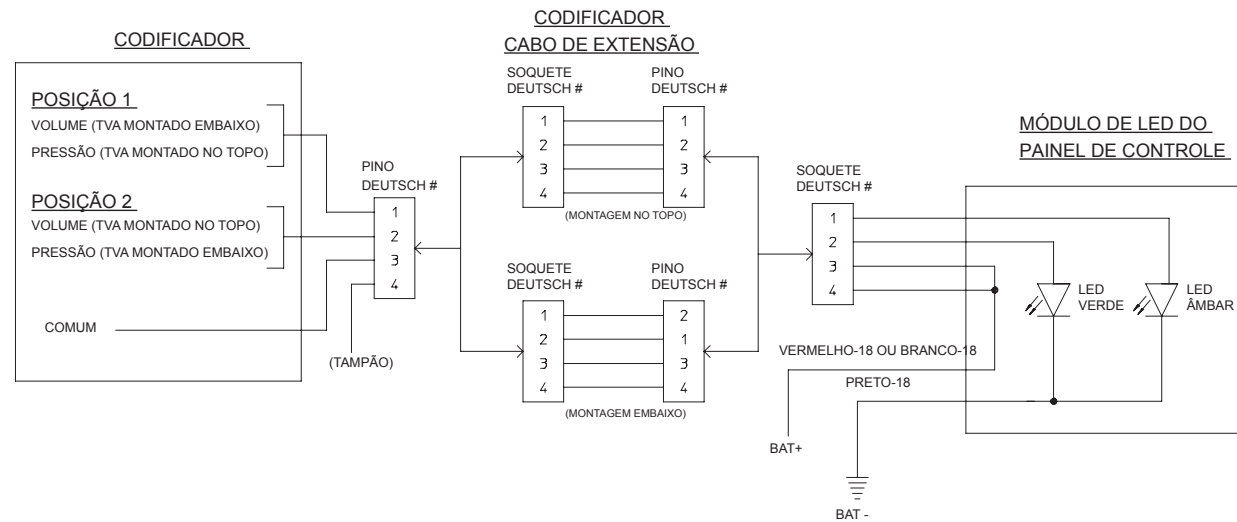 CODIFICADOR
POSIÇÃO 1
VOLUME (TVA MONTADO EMBAIXO)
PRESSÃO (TVA MONTADO NO TOPO)
POSIÇÃO 2
VOLUME (TVA MONTADO NO TOPO)
PRESSÃO (TVA MONTADO EMBAIXO)
COMUM
PINO
DEUTSCH #
1
2
3
4
(TAMPÃO)
CODIFICADOR
CABO DE EXTENSÃO
SOQUETE
DEUTSCH #
1
2
3
4
PINO
DEUTSCH #
1
2
3
4
(MONTAGEM NO TOPO)
SOQUETE
DEUTSCH #
1
2
3
4
PINO
DEUTSCH #
2
1
3
4
(MONTAGEM EMBAIXO)
MÓDULO DE LED DO
PAINEL DE CONTROLE
SOQUETE
DEUTSCH #
1
2
3
4
LED
VERDE
LED
ÂMBAR
VERMELHO-18 OU BRANCO-18
PRETO-18
BAT+
BAT -